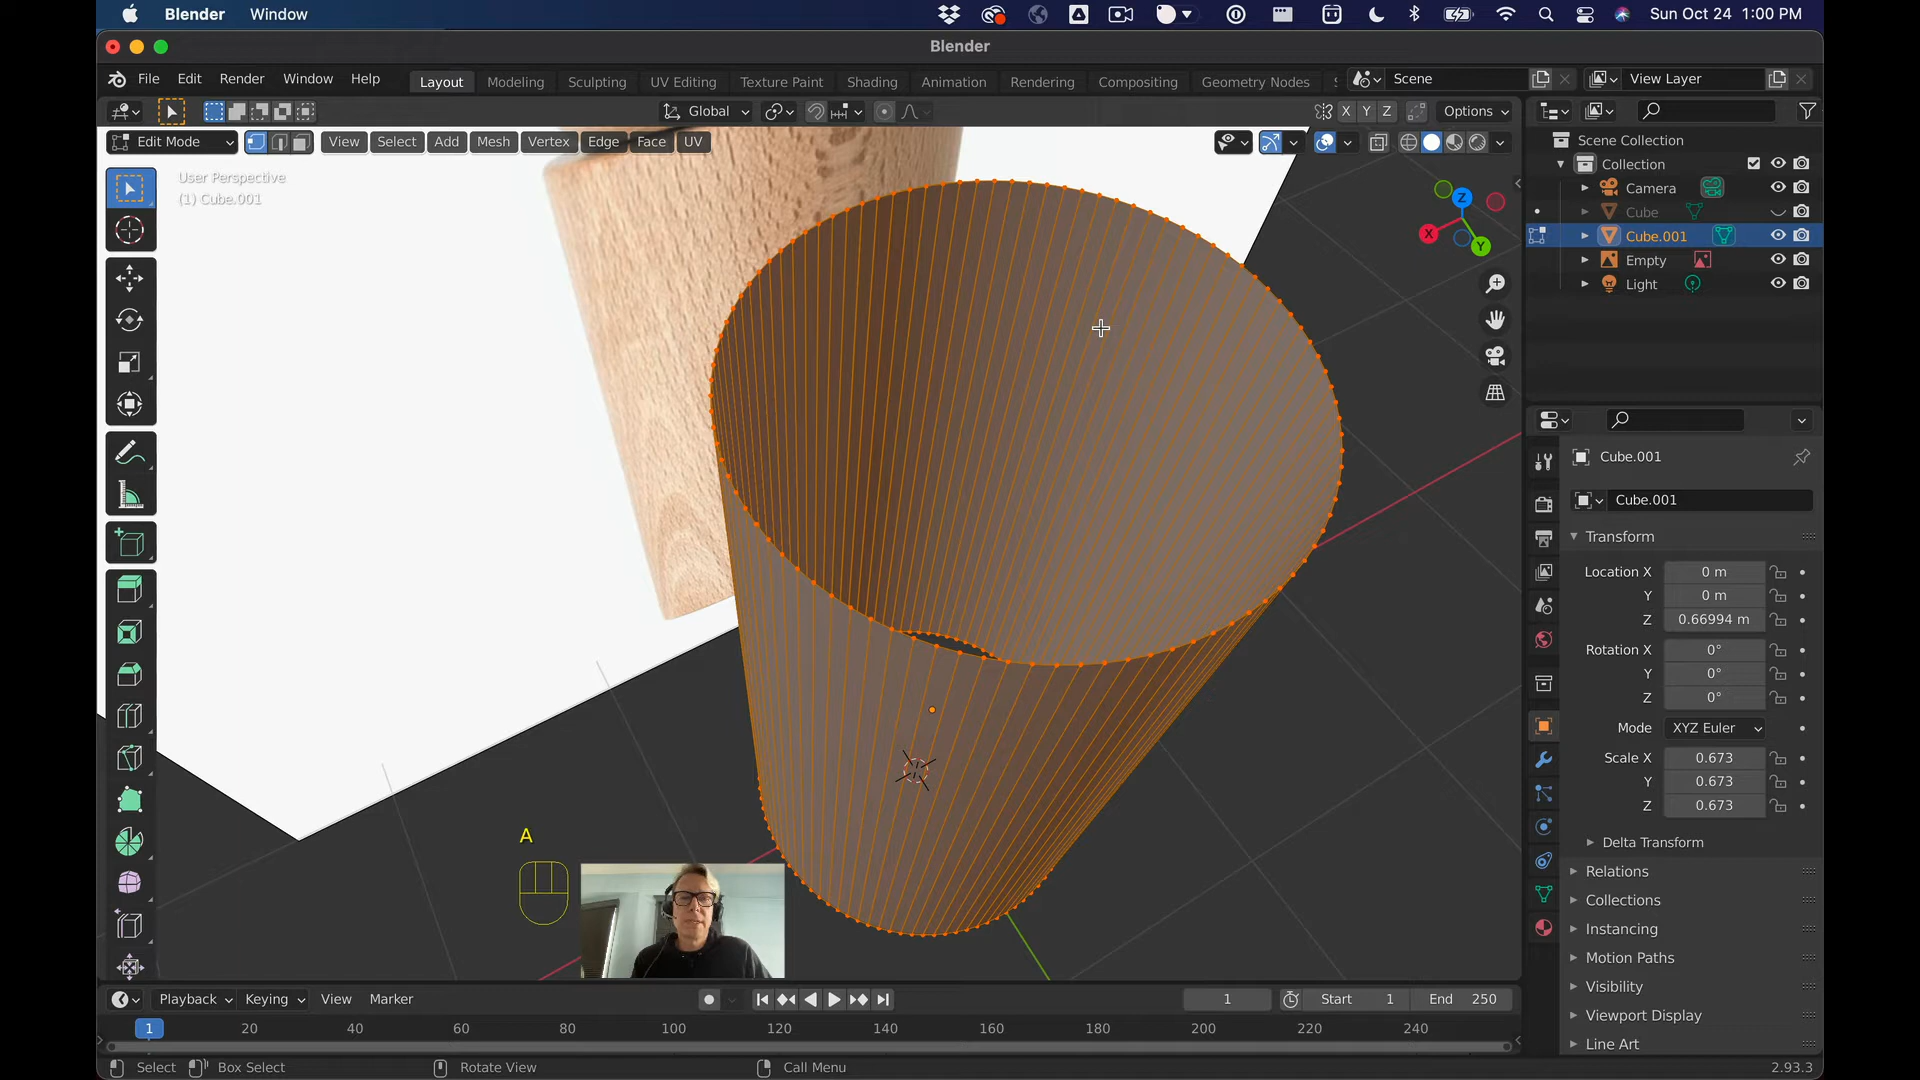 Blender Window
Sun Oct 24 1:00 PM
Blender
File Edit Render Window Help
Layout Modeling Sculpting UV Editing Texture Paint Shading Animation Rendering Compositing Geometry Nodes
Scene
View Layer
Global
X Y Z
Options
Edit Mode
View Select Add Mesh Vertex Edge Face UV
User Perspective
(1) Cube.001
Z
X
Y
Scene Collection
Collection
Camera
Cube
Cube.001
Empty
Light
Cube.001
Cube.001
Transform
Location X 0 m
Y 0 m
Z 0.66994 m
Rotation X 0°
Y 0°
Z 0°
Mode XYZ Euler
Scale X 0.673
Y 0.673
Z 0.673
Delta Transform
Relations
Collections
Instancing
Motion Paths
Visibility
Viewport Display
Line Art
A
Playback Keying View Marker
1
Start 1
End 250
1 20 40 60 80 100 120 140 160 180 200 220 240
Select Box Select Rotate View Call Menu
2.93.3